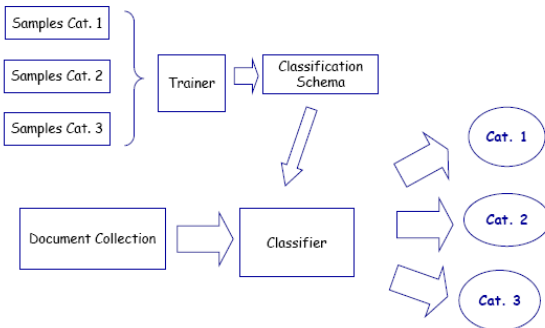 Samples Cat. 1
Samples Cat. 2
Samples Cat. 3
Trainer
Classification
Schema
Document Collection
Classifier
Cat. 1
Cat. 2
Cat. 3